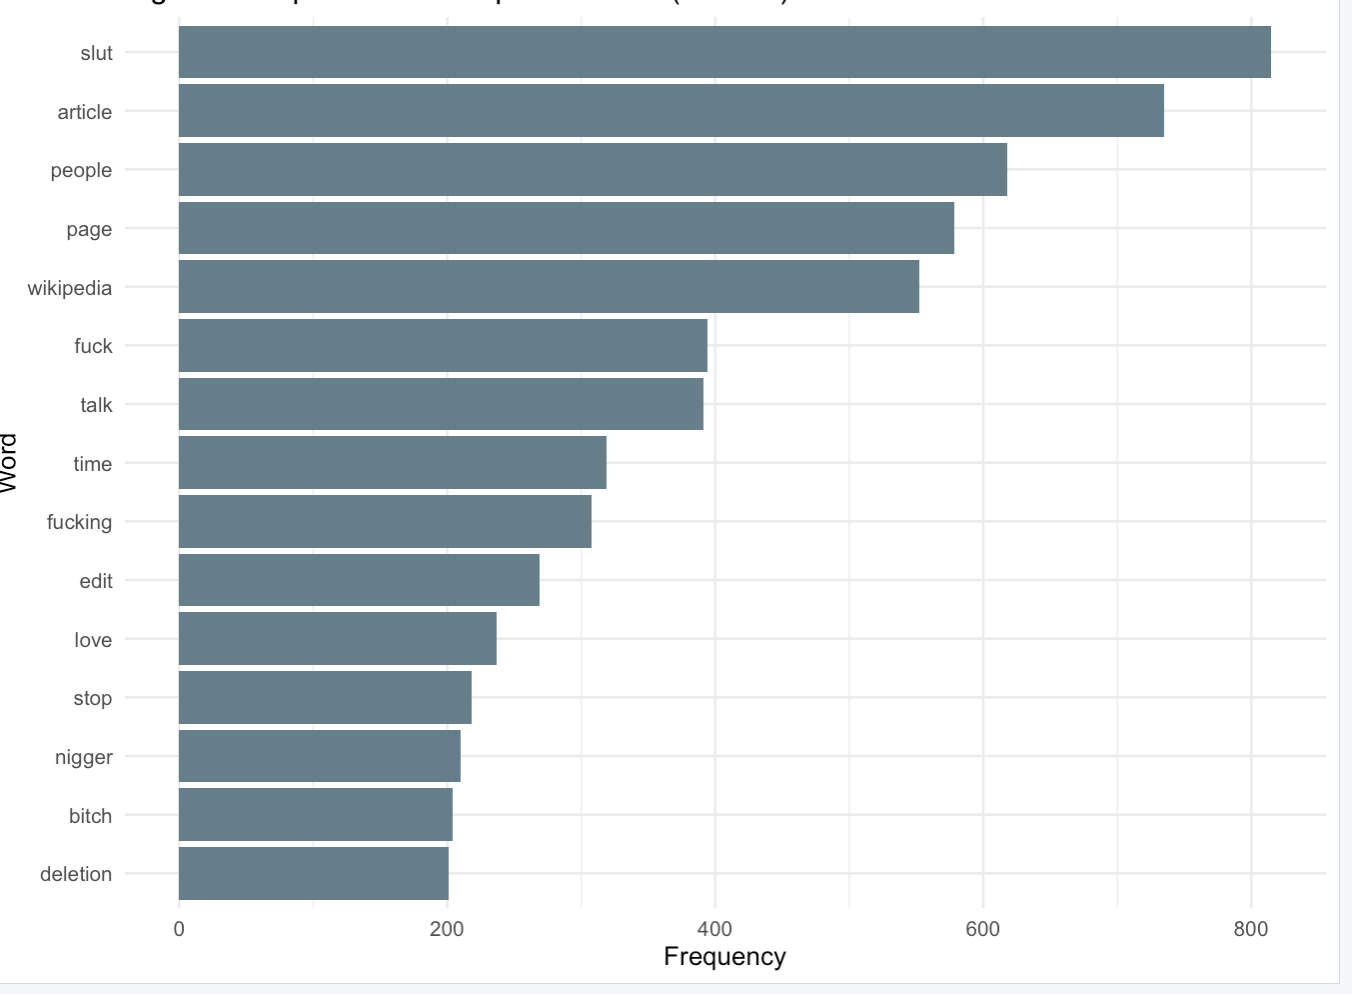 slut
article
people
page
wikipedia
fuck
talk
time
fucking
edit
love
stop
nigger
bitch
deletion
Word
0 200 400 600 800
Frequency